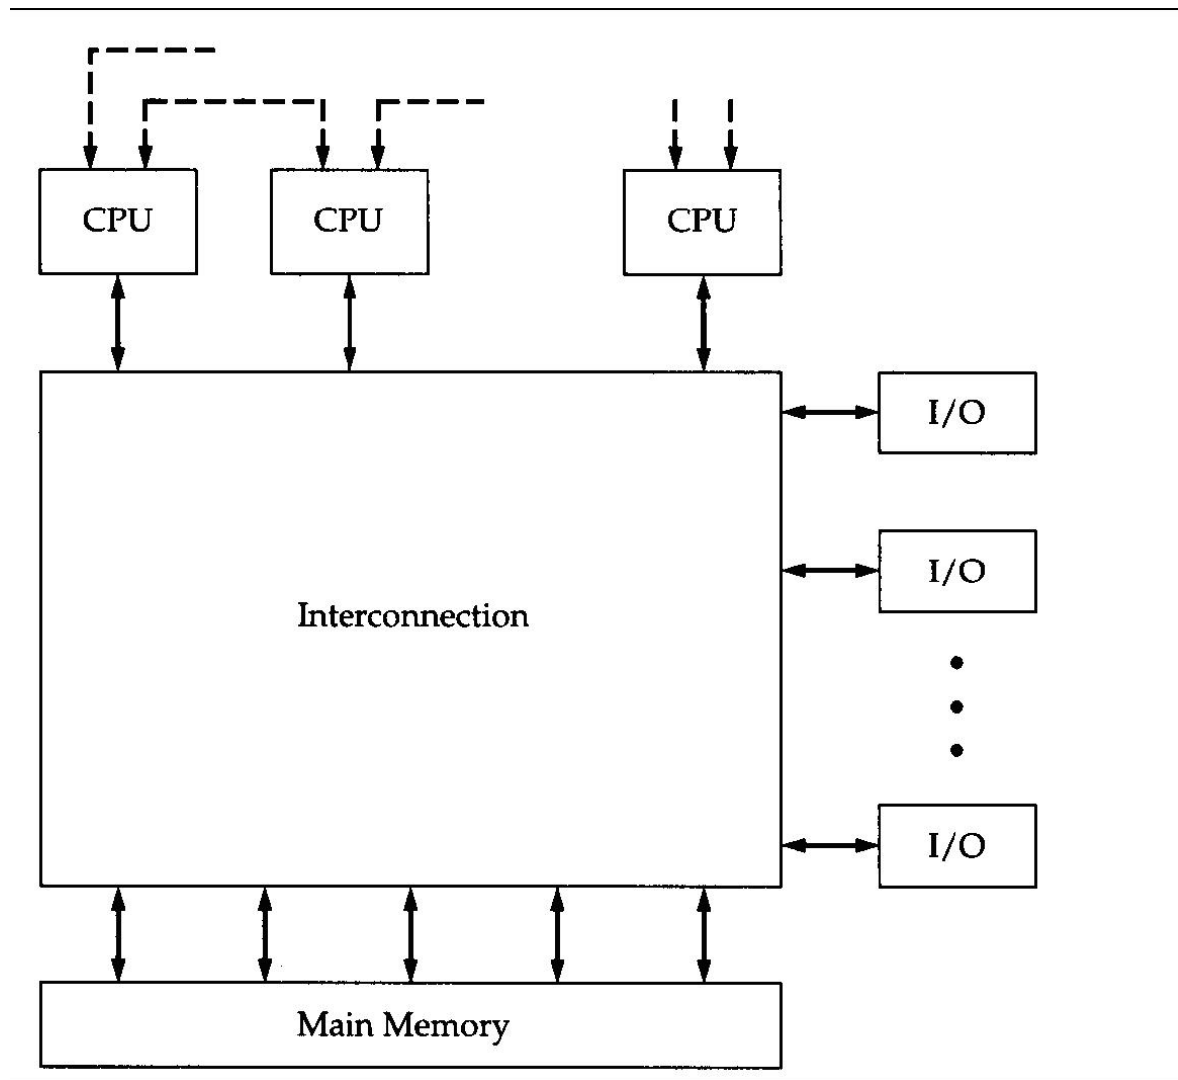 CPU
CPU
CPU
I/O
I/O
Interconnection
I/O
Main Memory